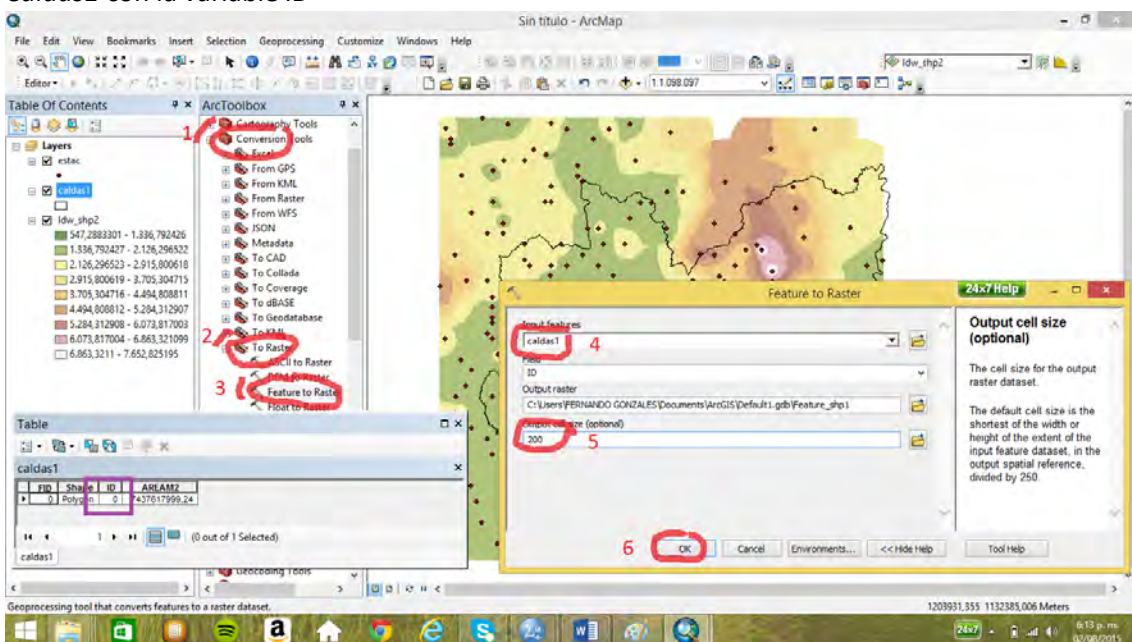 Sin título - ArcMap
File Edit View Bookmarks Insert Selection Geoprocessing Customize Windows Help
Idw_shp2
Editor
1:1.098.097
Table Of Contents
Layers
estac
caldas1
Idw_shp2
547,2883301 - 1.336,792426
1.336,792427 - 2.126,296522
2.126,296523 - 2.915,800618
2.915,800619 - 3.705,304715
3.705,304716 - 4.494,808811
4.494,808812 - 5.284,312907
5.284,312908 - 6.073,817003
6.073,817004 - 6.863,321099
6.863,3211 - 7.652,825195
ArcToolbox
1
Cartography Tools
Conversion Tools
Excel
From GPS
From KML
From Raster
From WFS
JSON
Metadata
To CAD
To Collada
To Coverage
To dBASE
To Geodatabase
To KML
2
To Raster
ASCII to Raster
DEM to Raster
3
Feature to Raster
Float to Raster
Geocoding Tools
Table
caldas1
FID Shape ID AREAM2
0 Polygon 0 7437617999,24
1
(0 out of 1 Selected)
caldas1
Feature to Raster
24x7 Help
Input features
caldas1
4
Field
ID
Output raster
C:\Users\FERNANDO GONZALES\Documents\ArcGIS\Default1.gdb\Feature_shp1
Output cell size (optional)
200
5
6
OK Cancel Environments... << Hide Help Tool Help
Output cell size (optional)
The cell size for the output raster dataset.
The default cell size is the
shortest of the width or
height of the extent of the
input feature dataset, in the
output spatial reference,
divided by 250.
Geoprocessing tool that converts features to a raster dataset.
1203931,355 1132385,006 Meters
24x7
6:13 p. m.
02/08/2015